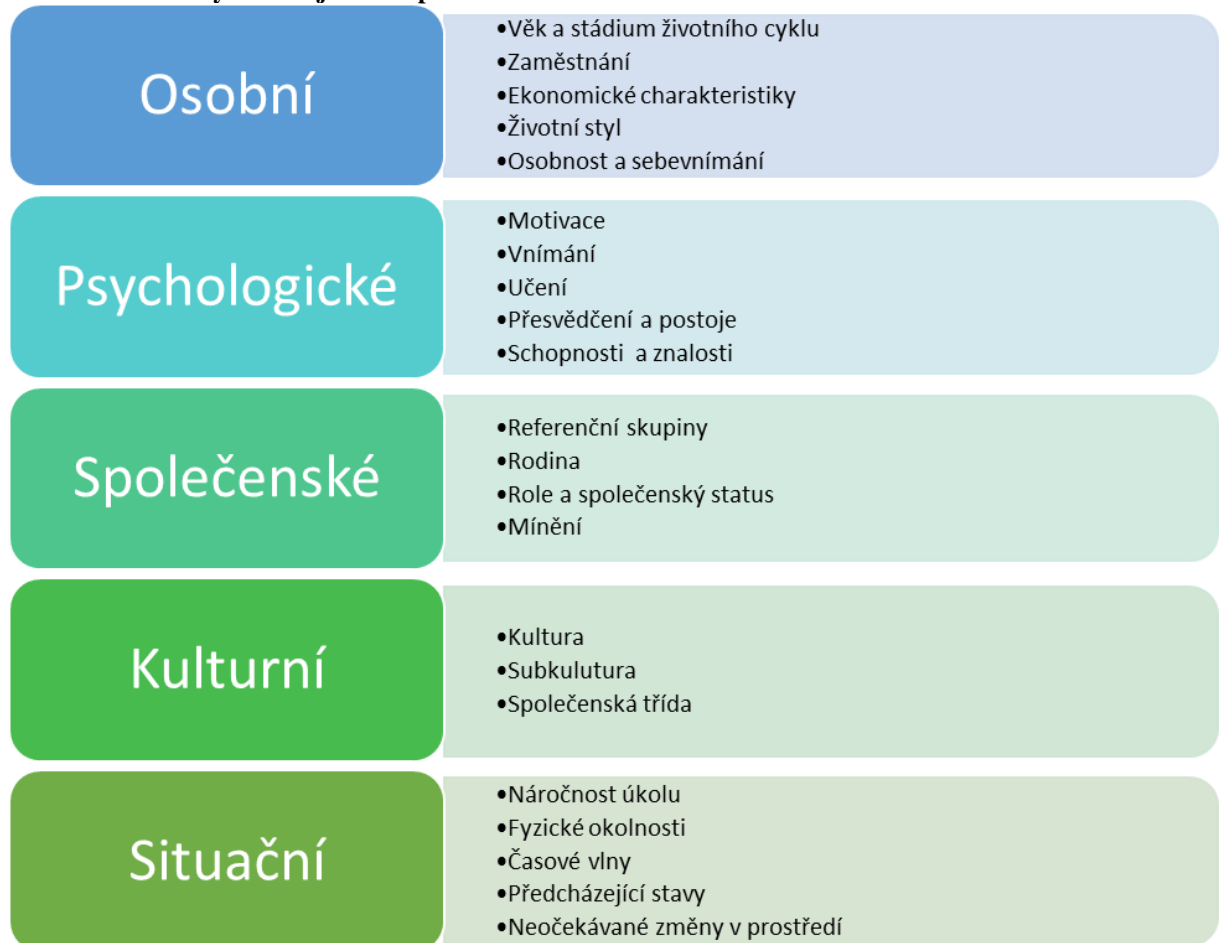 Osobní
•Věk a stádium životního cyklu
•Zaměstnání
•Ekonomické charakteristiky
•Životní styl
•Osobnost a sebevnímání
Psychologické
•Motivace
•Vnímání
•Učení
•Přesvědčení a postoje
•Schopnosti a znalosti
Společenské
•Referenční skupiny
•Rodina
•Role a společenský status
•Mínění
Kulturní
•Kultura
•Subkulutura
•Společenská třída
Situační
•Náročnost úkolu
•Fyzické okolnosti
•Časové vlny
•Předcházející stavy
•Neočekávané změny v prostředí